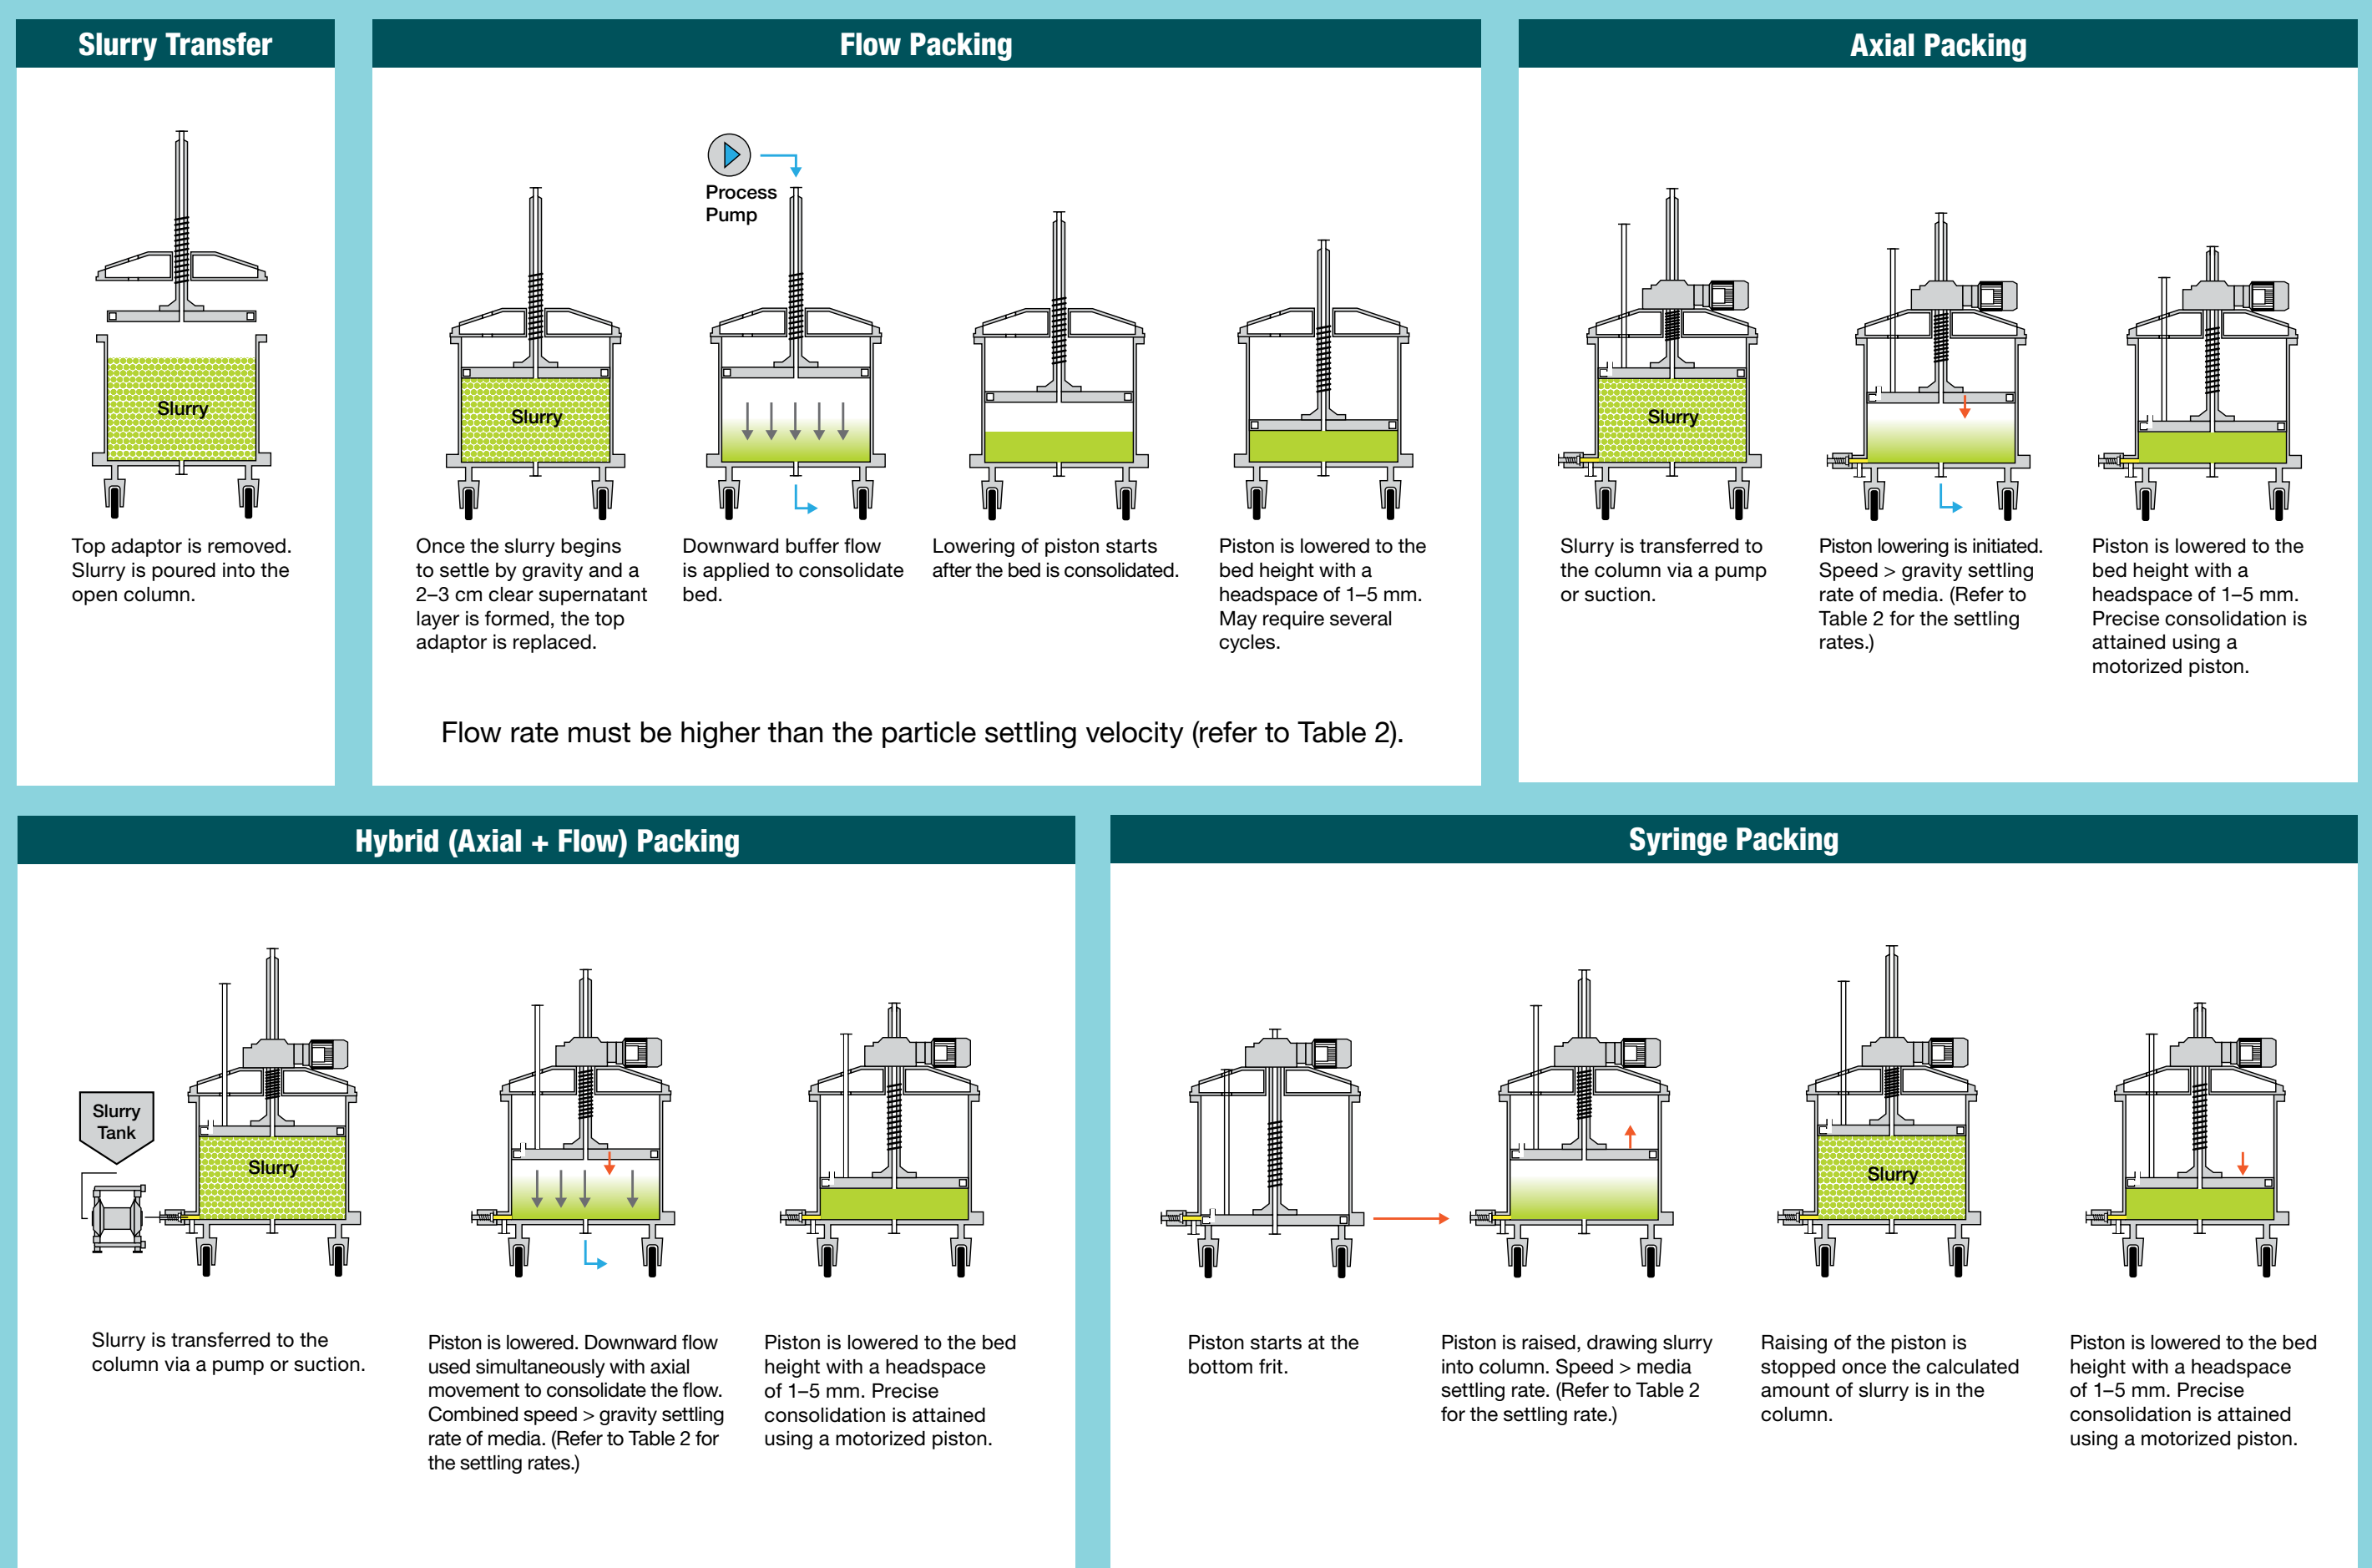 Slurry Transfer
Slurry
Top adaptor is removed.
Slurry is poured into the
open column.
Flow Packing
Process
Pump
Slurry
Once the slurry begins
to settle by gravity and a
2–3 cm clear supernatant
layer is formed, the top
adaptor is replaced.
Downward buffer flow
is applied to consolidate
bed.
Lowering of piston starts
after the bed is consolidated.
Piston is lowered to the
bed height with a
headspace of 1–5 mm.
May require several
cycles.
Flow rate must be higher than the particle settling velocity (refer to Table 2).
Axial Packing
Slurry
Slurry is transferred to
the column via a pump
or suction.
Piston lowering is initiated.
Speed > gravity settling
rate of media. (Refer to
Table 2 for the settling
rates.)
Piston is lowered to the
bed height with a
headspace of 1–5 mm.
Precise consolidation is
attained using a
motorized piston.
Hybrid (Axial + Flow) Packing
Slurry
Tank
Slurry
Slurry is transferred to the
column via a pump or suction.
Piston is lowered. Downward flow
used simultaneously with axial
movement to consolidate the flow.
Combined speed > gravity settling
rate of media. (Refer to Table 2 for
the settling rates.)
Piston is lowered to the bed
height with a headspace
of 1–5 mm. Precise
consolidation is attained
using a motorized piston.
Syringe Packing
Slurry
Piston starts at the
bottom frit.
Piston is raised, drawing slurry
into column. Speed > media
settling rate. (Refer to Table 2
for the settling rate.)
Raising of the piston is
stopped once the calculated
amount of slurry is in the
column.
Piston is lowered to the bed
height with a headspace
of 1–5 mm. Precise
consolidation is attained
using a motorized piston.